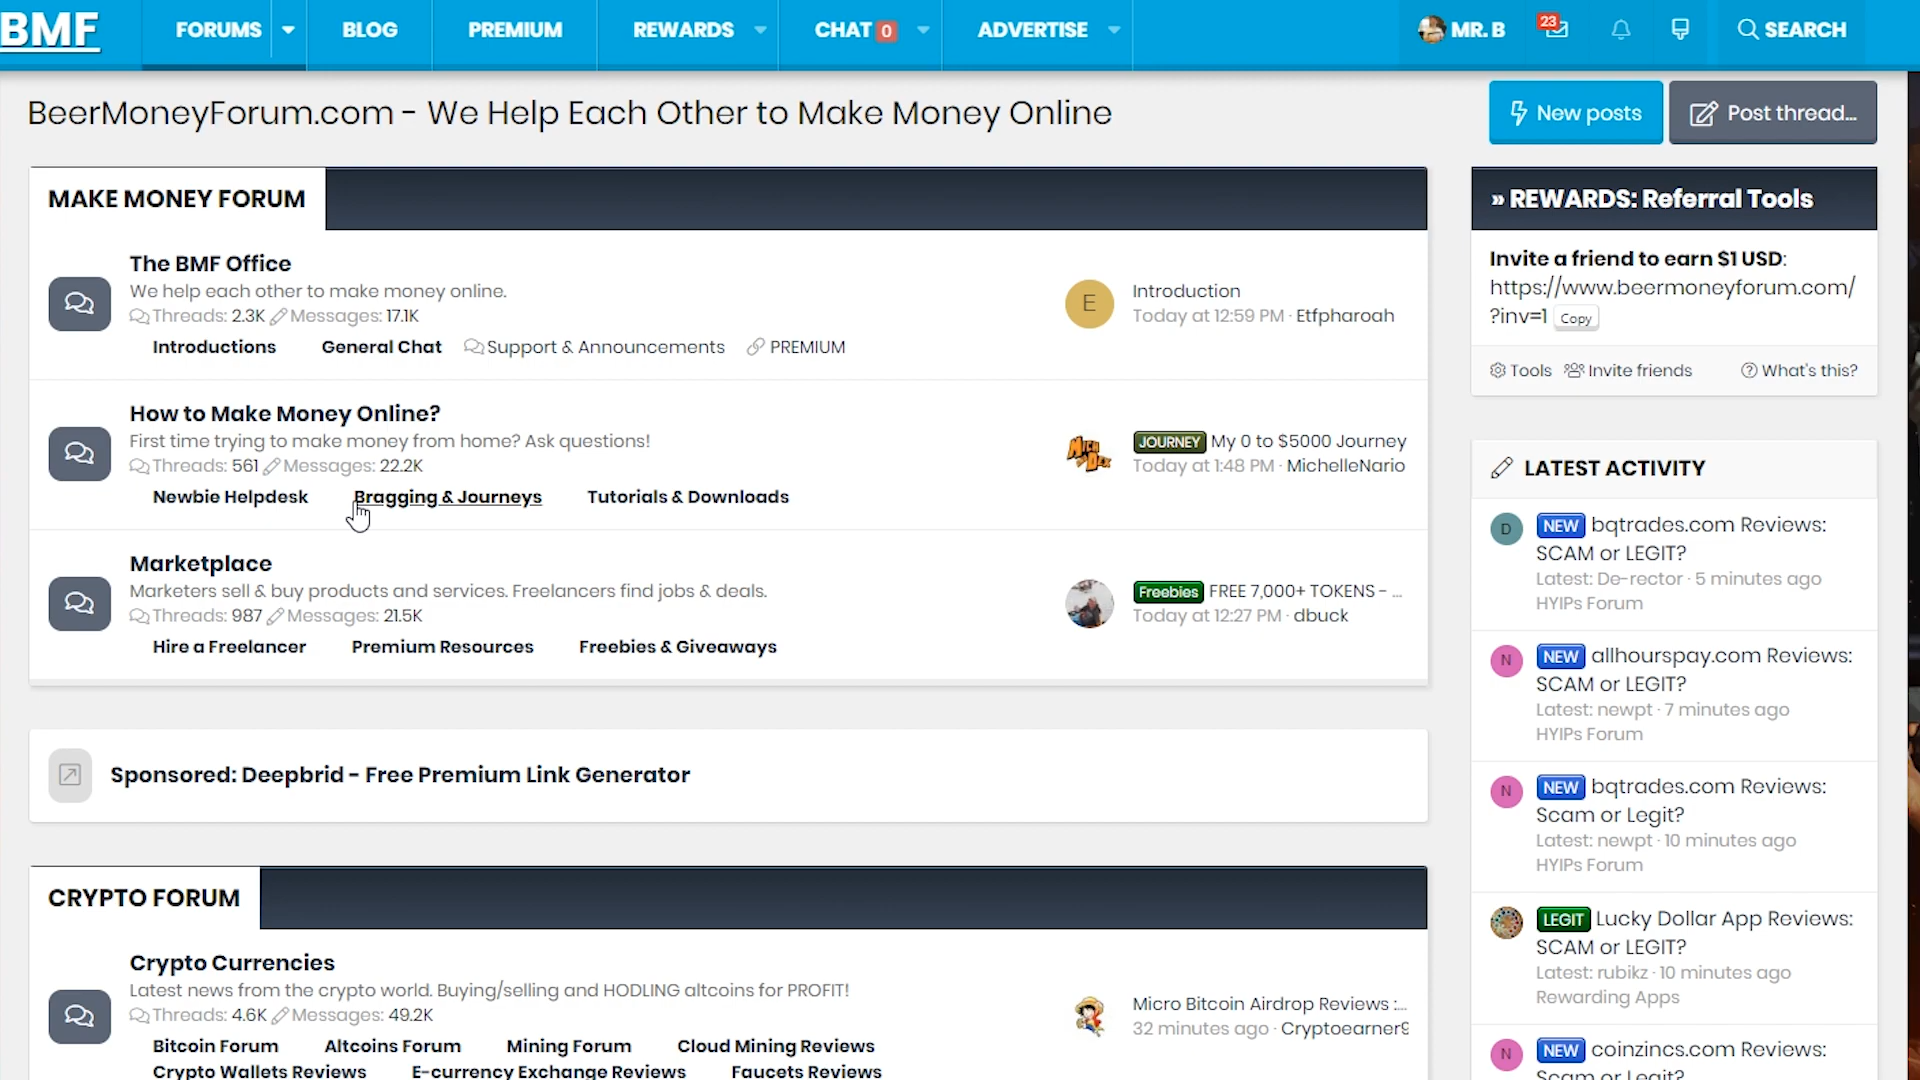 BMF
FORUMS
BLOG
PREMIUM
REWARDS
CHAT 0
ADVERTISE
MR. B
23
SEARCH
BeerMoneyForum.com - We Help Each Other to Make Money Online
New posts
Post thread...
MAKE MONEY FORUM
The BMF Office
We help each other to make money online.
Threads: 2.3K Messages: 17.1K
Introductions General Chat Support & Announcements PREMIUM
E
Introduction
Today at 12:59 PM · Etfpharoah
How to Make Money Online?
First time trying to make money from home? Ask questions!
Threads: 561 Messages: 22.2K
Newbie Helpdesk Bragging & Journeys Tutorials & Downloads
JOURNEY My 0 to $5000 Journey
Today at 1:48 PM · MichelleNario
Marketplace
Marketers sell & buy products and services. Freelancers find jobs & deals.
Threads: 987 Messages: 21.5K
Hire a Freelancer Premium Resources Freebies & Giveaways
Freebies FREE 7,000+ TOKENS - ...
Today at 12:27 PM · dbuck
Sponsored: Deepbrid - Free Premium Link Generator
CRYPTO FORUM
Crypto Currencies
Latest news from the crypto world. Buying/selling and HODLING altcoins for PROFIT!
Threads: 4.6K Messages: 49.2K
Bitcoin Forum Altcoins Forum Mining Forum Cloud Mining Reviews
Crypto Wallets Reviews E-currency Exchange Reviews Faucets Reviews
Micro Bitcoin Airdrop Reviews :...
32 minutes ago · Cryptoearner9
» REWARDS: Referral Tools
Invite a friend to earn $1 USD:
https://www.beermoneyforum.com/
?inv=1 Copy
Tools Invite friends What's this?
LATEST ACTIVITY
D
NEW bqtrades.com Reviews:
SCAM or LEGIT?
Latest: De-rector · 5 minutes ago
HYIPs Forum
N
NEW allhourspay.com Reviews:
SCAM or LEGIT?
Latest: newpt · 7 minutes ago
HYIPs Forum
N
NEW bqtrades.com Reviews:
Scam or Legit?
Latest: newpt · 10 minutes ago
HYIPs Forum
LEGIT Lucky Dollar App Reviews:
SCAM or LEGIT?
Latest: rubikz · 10 minutes ago
Rewarding Apps
N
NEW coinzincs.com Reviews:
Scam or Legit?